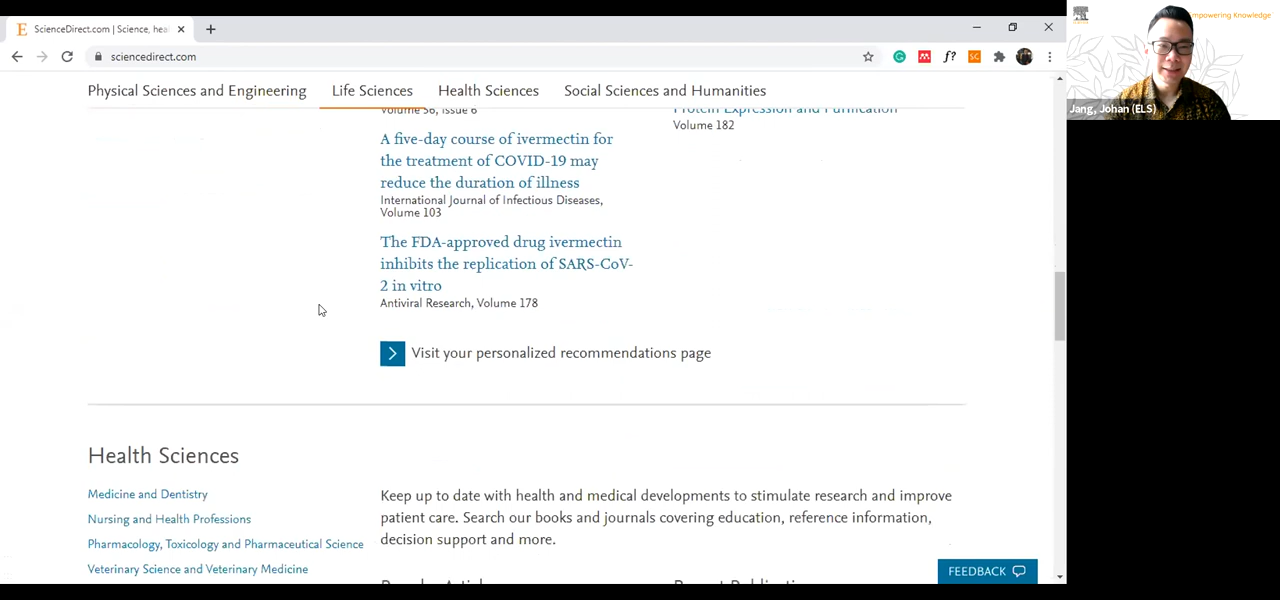 ScienceDirect.com | Science, hea
sciencedirect.com
Empowering Knowledge
Jang, Johan (ELS)
Physical Sciences and Engineering
Life Sciences
Health Sciences
Social Sciences and Humanities
Volume 56, Issue 6
A five-day course of ivermectin for
the treatment of COVID-19 may
reduce the duration of illness
International Journal of Infectious Diseases,
Volume 103
The FDA-approved drug ivermectin
inhibits the replication of SARS-CoV-
2 in vitro
Antiviral Research, Volume 178
Protein Expression and Purification
Volume 182
Visit your personalized recommendations page
Health Sciences
Medicine and Dentistry
Nursing and Health Professions
Pharmacology, Toxicology and Pharmaceutical Science
Veterinary Science and Veterinary Medicine
Keep up to date with health and medical developments to stimulate research and improve
patient care. Search our books and journals covering education, reference information,
decision support and more.
FEEDBACK